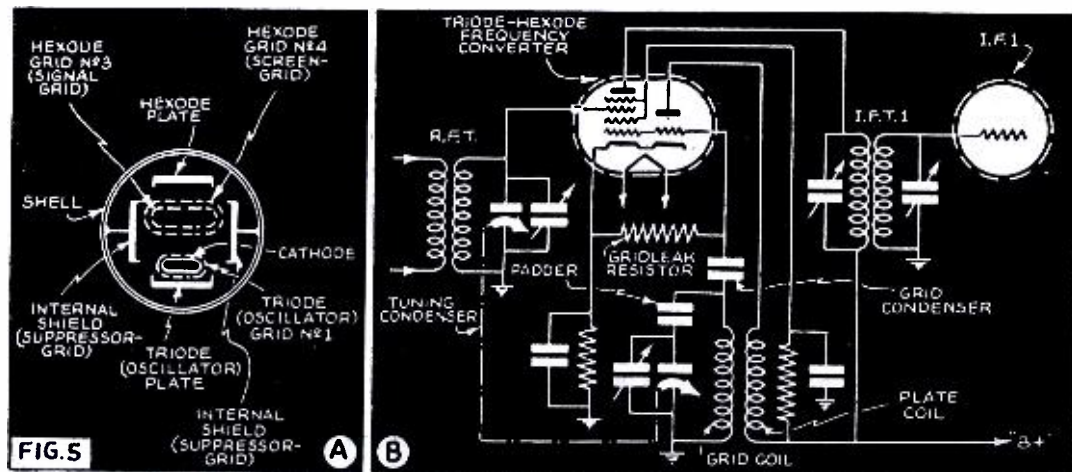 HEXODE
GRID Nº3
(SIGNAL
GRID)
HEXODE
GRID Nº4
(SCREEN-
GRID)
HEXODE
PLATE
SHELL
CATHODE
INTERNAL
SHIELD
(SUPPRESSOR-
GRID)
TRIODE
(OSCILLATOR)
PLATE
TRIODE
(OSCILLATOR)
GRID Nº1
INTERNAL
SHIELD
(SUPPRESSOR-
GRID)
FIG.5
A
TRIODE-HEXODE
FREQUENCY
CONVERTER
I.F.1
R.F.T.
I.F.T.1
GRIDLEAK
RESISTOR
PADDER
TUNING
CONDENSER
GRID
CONDENSER
PLATE
COIL
GRID COIL
"B+"
B